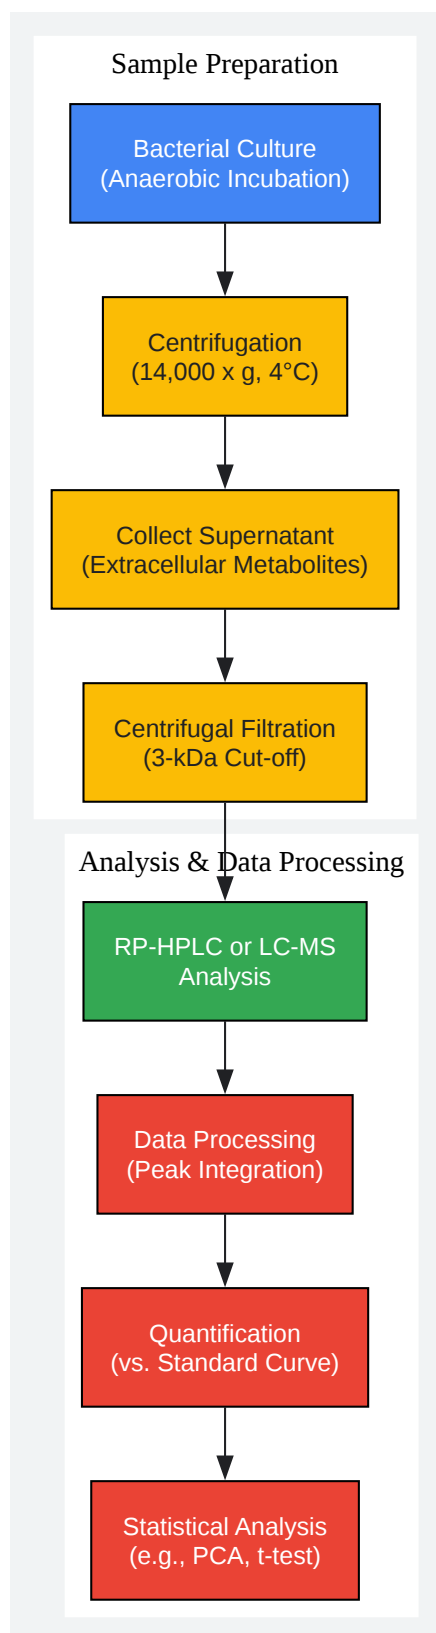 Sample Preparation
Bacterial Culture
(Anaerobic Incubation)
Centrifugation
(14,000 x g, 4°C)
Collect Supernatant
(Extracellular Metabolites)
Centrifugal Filtration
(3-kDa Cut-off)
Analysis & Data Processing
RP-HPLC or LC-MS
Analysis
Data Processing
(Peak Integration)
Quantification
(vs. Standard Curve)
Statistical Analysis
(e.g., PCA, t-test)